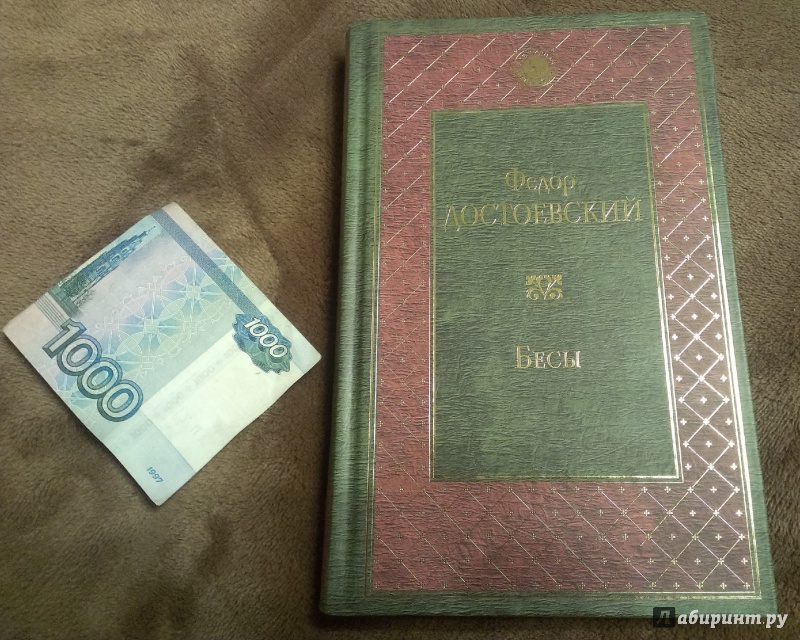 Федор
ДОСТОЕВСКИЙ
Бесы
1000
1000
1997
Лабиринт.ру